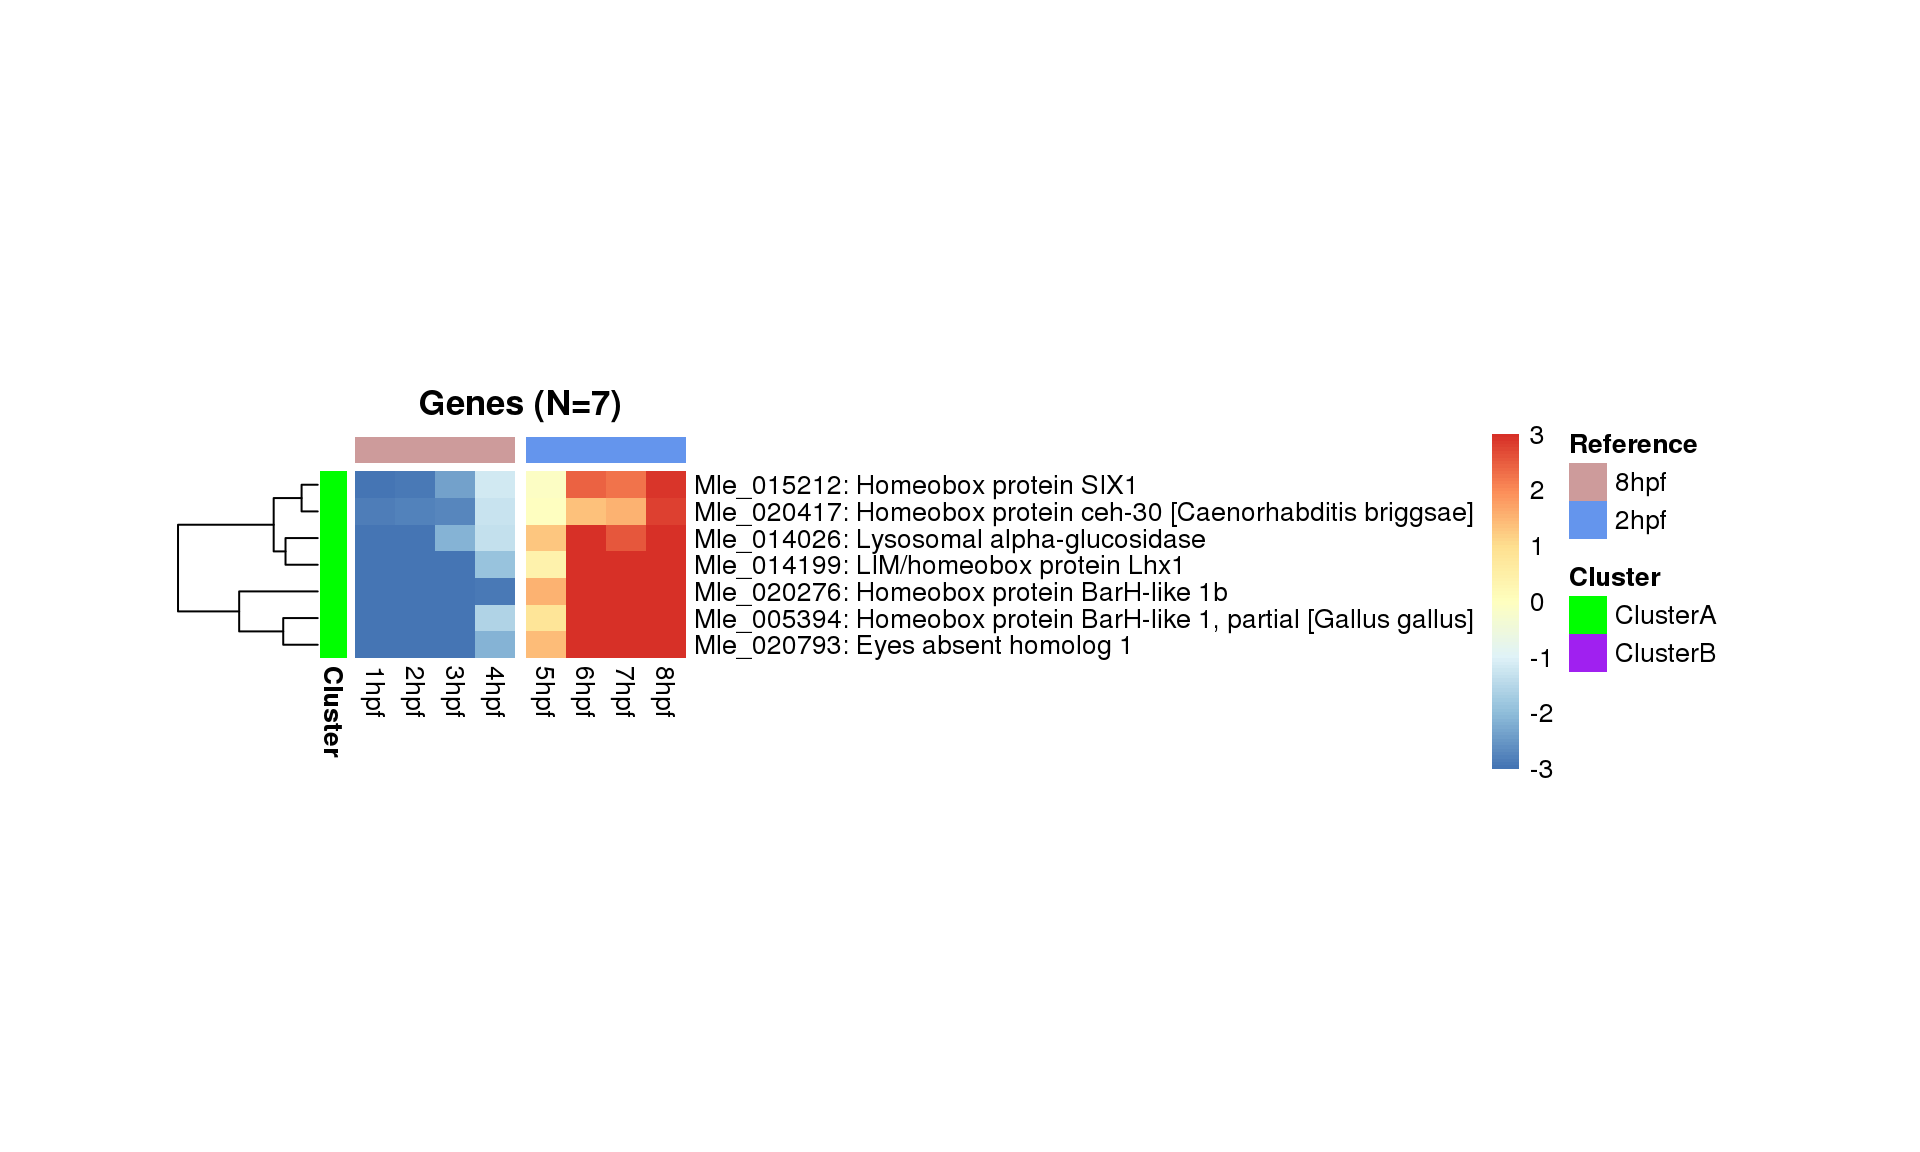 Genes (N=7)
Mle_015212: Homeobox protein SIX1
Mle_020417: Homeobox protein ceh-30 [Caenorhabditis briggsae]
Mle_014026: Lysosomal alpha-glucosidase
Mle_014199: LIM/homeobox protein Lhx1
Mle_020276: Homeobox protein BarH-like 1b
Mle_005394: Homeobox protein BarH-like 1, partial [Gallus gallus]
Mle_020793: Eyes absent homolog 1
Cluster
1hpf
2hpf
3hpf
4hpf
5hpf
6hpf
7hpf
8hpf
3
2
1
0
-1
-2
-3
Reference
8hpf
2hpf
Cluster
ClusterA
ClusterB